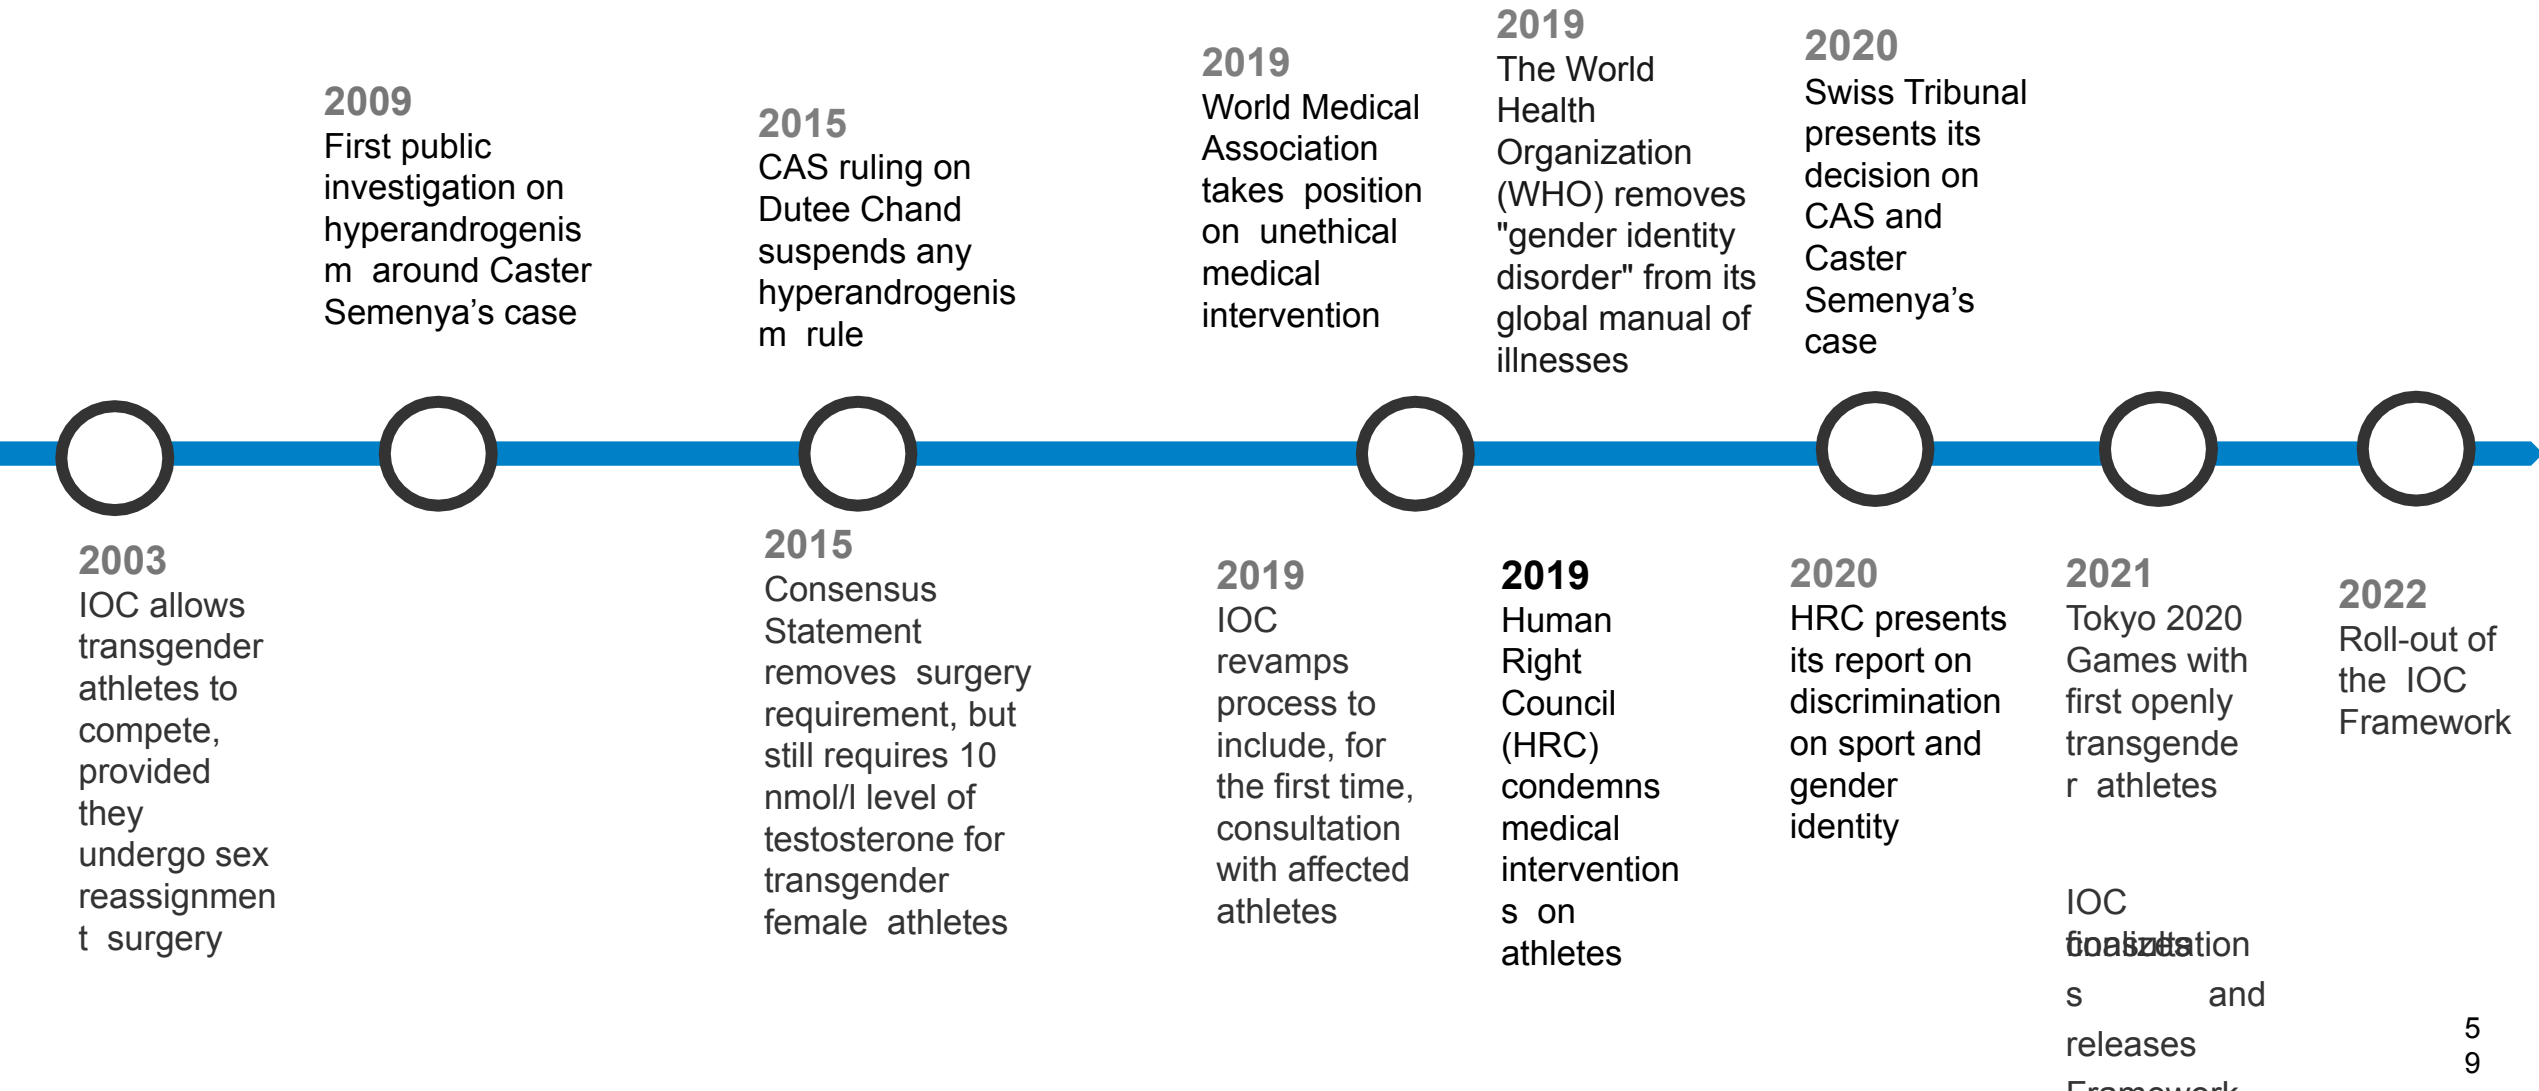 2009
First public
investigation on
hyperandrogenis
m around Caster
Semenya’s case
2015
CAS ruling on
Dutee Chand
suspends any
hyperandrogenis
m rule
2019
World Medical
Association
takes position
on unethical
medical
intervention
2019
The World
Health
Organization
(WHO) removes
"gender identity
disorder" from its
global manual of
illnesses
2020
Swiss Tribunal
presents its
decision on
CAS and
Caster
Semenya’s
case
2003
IOC allows
transgender
athletes to
compete,
provided
they
undergo sex
reassignmen
t surgery
2015
Consensus
Statement
removes surgery
requirement, but
still requires 10
nmol/l level of
testosterone for
transgender
female athletes
2019
IOC
revamps
process to
include, for
the first time,
consultation
with affected
athletes
2019
Human
Right
Council
(HRC)
condemns
medical
intervention
s on
athletes
2020
HRC presents
its report on
discrimination
on sport and
gender
identity
2021
Tokyo 2020
Games with
first openly
transgende
r athletes
IOC
finalizes
consultation
s and
releases
Framework
2022
Roll-out of
the IOC
Framework
5
9